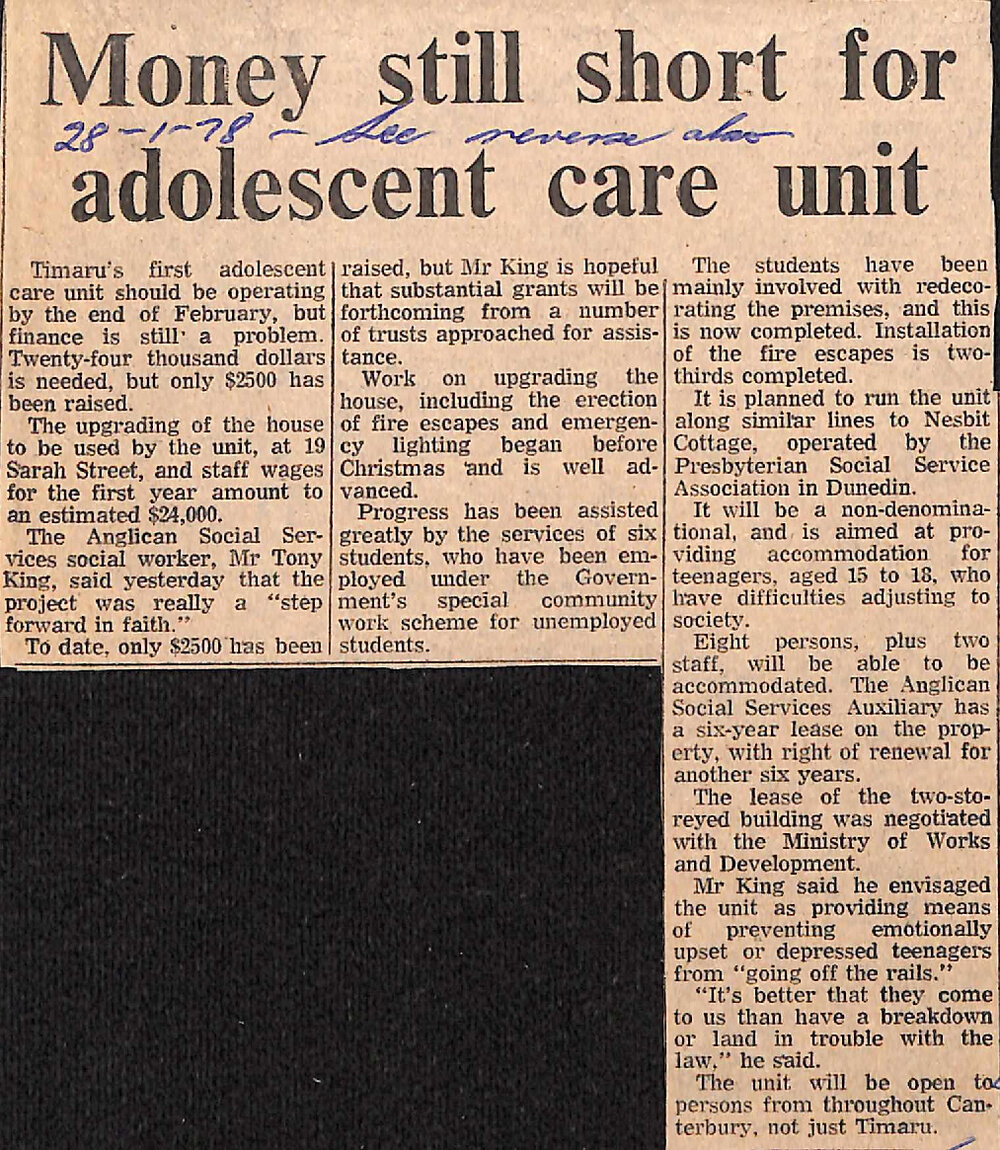 Money still short for
28-1-78 - See reverse also
adolescent care unit
Timaru's first adolescent
care unit should be operating
by the end of February, but
finance is still a problem.
Twenty-four thousand dollars
is needed, but only $2500 has
been raised.
The upgrading of the house
to be used by the unit, at 19
Sarah Street, and staff wages
for the first year amount to
an estimated $24,000.
The Anglican Social Ser-
vices social worker, Mr Tony
King, said yesterday that the
project was really a “step
forward in faith.”
To date, only $2500 has been
raised, but Mr King is hopeful
that substantial grants will be
forthcoming from a number
of trusts approached for assis-
tance.
Work on upgrading the
house, including the erection
of fire escapes and emergen-
cy lighting began before
Christmas and is well ad-
vanced.
Progress has been assisted
greatly by the services of six
students, who have been em-
ployed under the Govern-
ment's special community
work scheme for unemployed
students.
The students have been
mainly involved with redeco-
rating the premises, and this
is now completed. Installation
of the fire escapes is two-
thirds completed.
It is planned to run the unit
along similar lines to Nesbit
Cottage, operated by the
Presbyterian Social Service
Association in Dunedin.
It will be a non-denomina-
tional, and is aimed at pro-
viding accommodation for
teenagers, aged 15 to 18, who
have difficulties adjusting to
society.
Eight persons, plus two
staff, will be able to be
accommodated. The Anglican
Social Services Auxiliary has
a six-year lease on the prop-
erty, with right of renewal for
another six years.
The lease of the two-sto-
reyed building was negotiated
with the Ministry of Works
and Development.
Mr King said he envisaged
the unit as providing means
of preventing emotionally
upset or depressed teenagers
from “going off the rails.”
“It's better that they come
to us than have a breakdown
or land in trouble with the
law,” he said.
The unit will be open to
persons from throughout Can-
terbury, not just Timaru.